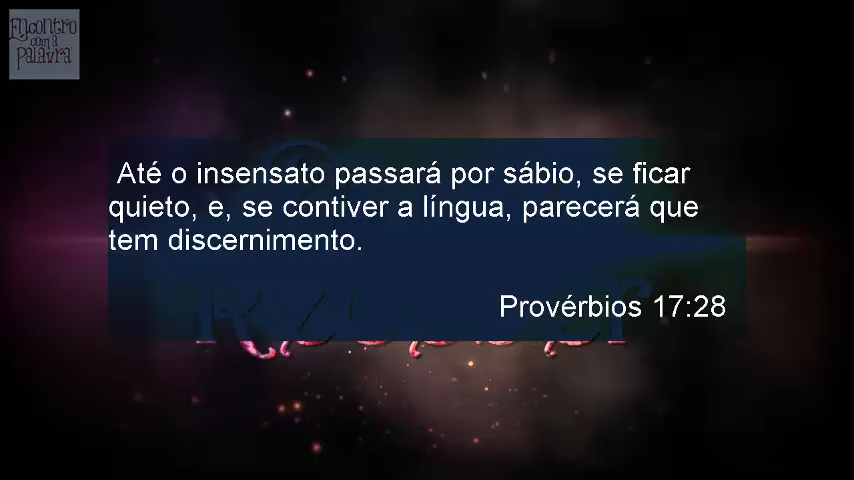 Encontro
com a
Palavra
Até o insensato passará por sábio, se ficar
quieto, e, se contiver a língua, parecerá que
tem discernimento.
Provérbios 17:28